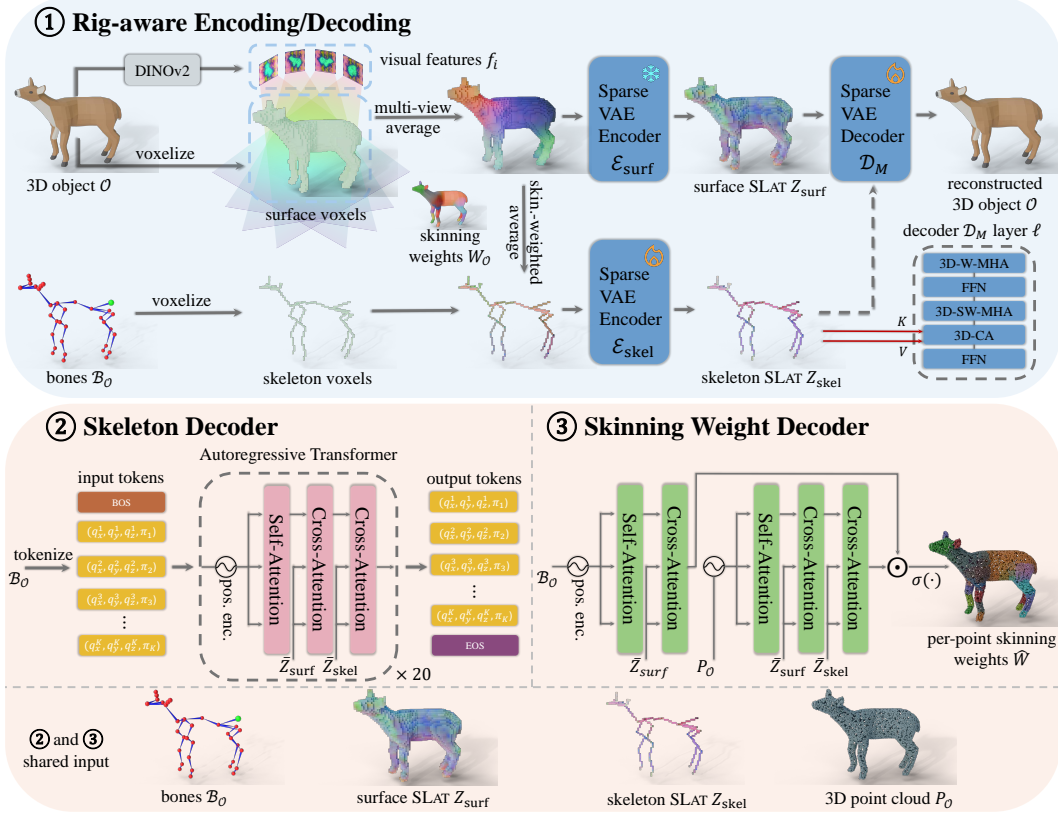 ① Rig-aware Encoding/Decoding
DINOv2
visual features f_i
multi-view
average
voxelize
3D object 𝒪
surface voxels
Sparse
VAE
Encoder
ℰ_surf
surface SLAT Z_surf
Sparse
VAE
Decoder
𝒟_M
reconstructed
3D object 𝒪
skinning
weights W_𝒪
skin.-weighted
average
decoder 𝒟_M layer ℓ
3D-W-MHA
FFN
3D-SW-MHA
3D-CA
FFN
K
V
voxelize
bones ℬ_𝒪
skeleton voxels
Sparse
VAE
Encoder
ℰ_skel
skeleton SLAT Z_skel
② Skeleton Decoder
input tokens
BOS
(q_x^1, q_y^1, q_z^1, π_1)
(q_x^2, q_y^2, q_z^2, π_2)
(q_x^3, q_y^3, q_z^3, π_3)
⋮
(q_x^K, q_y^K, q_z^K, π_K)
tokenize
ℬ_𝒪
Autoregressive Transformer
pos. enc.
Self-Attention
Cross-Attention
Cross-Attention
Z̄_surf
Z̄_skel
× 20
output tokens
(q_x^1, q_y^1, q_z^1, π_1)
(q_x^2, q_y^2, q_z^2, π_2)
(q_x^3, q_y^3, q_z^3, π_3)
⋮
(q_x^K, q_y^K, q_z^K, π_K)
EOS
③ Skinning Weight Decoder
ℬ_𝒪
pos. enc.
Self-Attention
Cross-Attention
Z̄_surf
P_𝒪
Self-Attention
Cross-Attention
Cross-Attention
Z̄_surf
Z̄_skel
σ(·)
per-point skinning
weights Ŵ
② and ③
shared input
bones ℬ_𝒪
surface SLAT Z_surf
skeleton SLAT Z_skel
3D point cloud P_𝒪